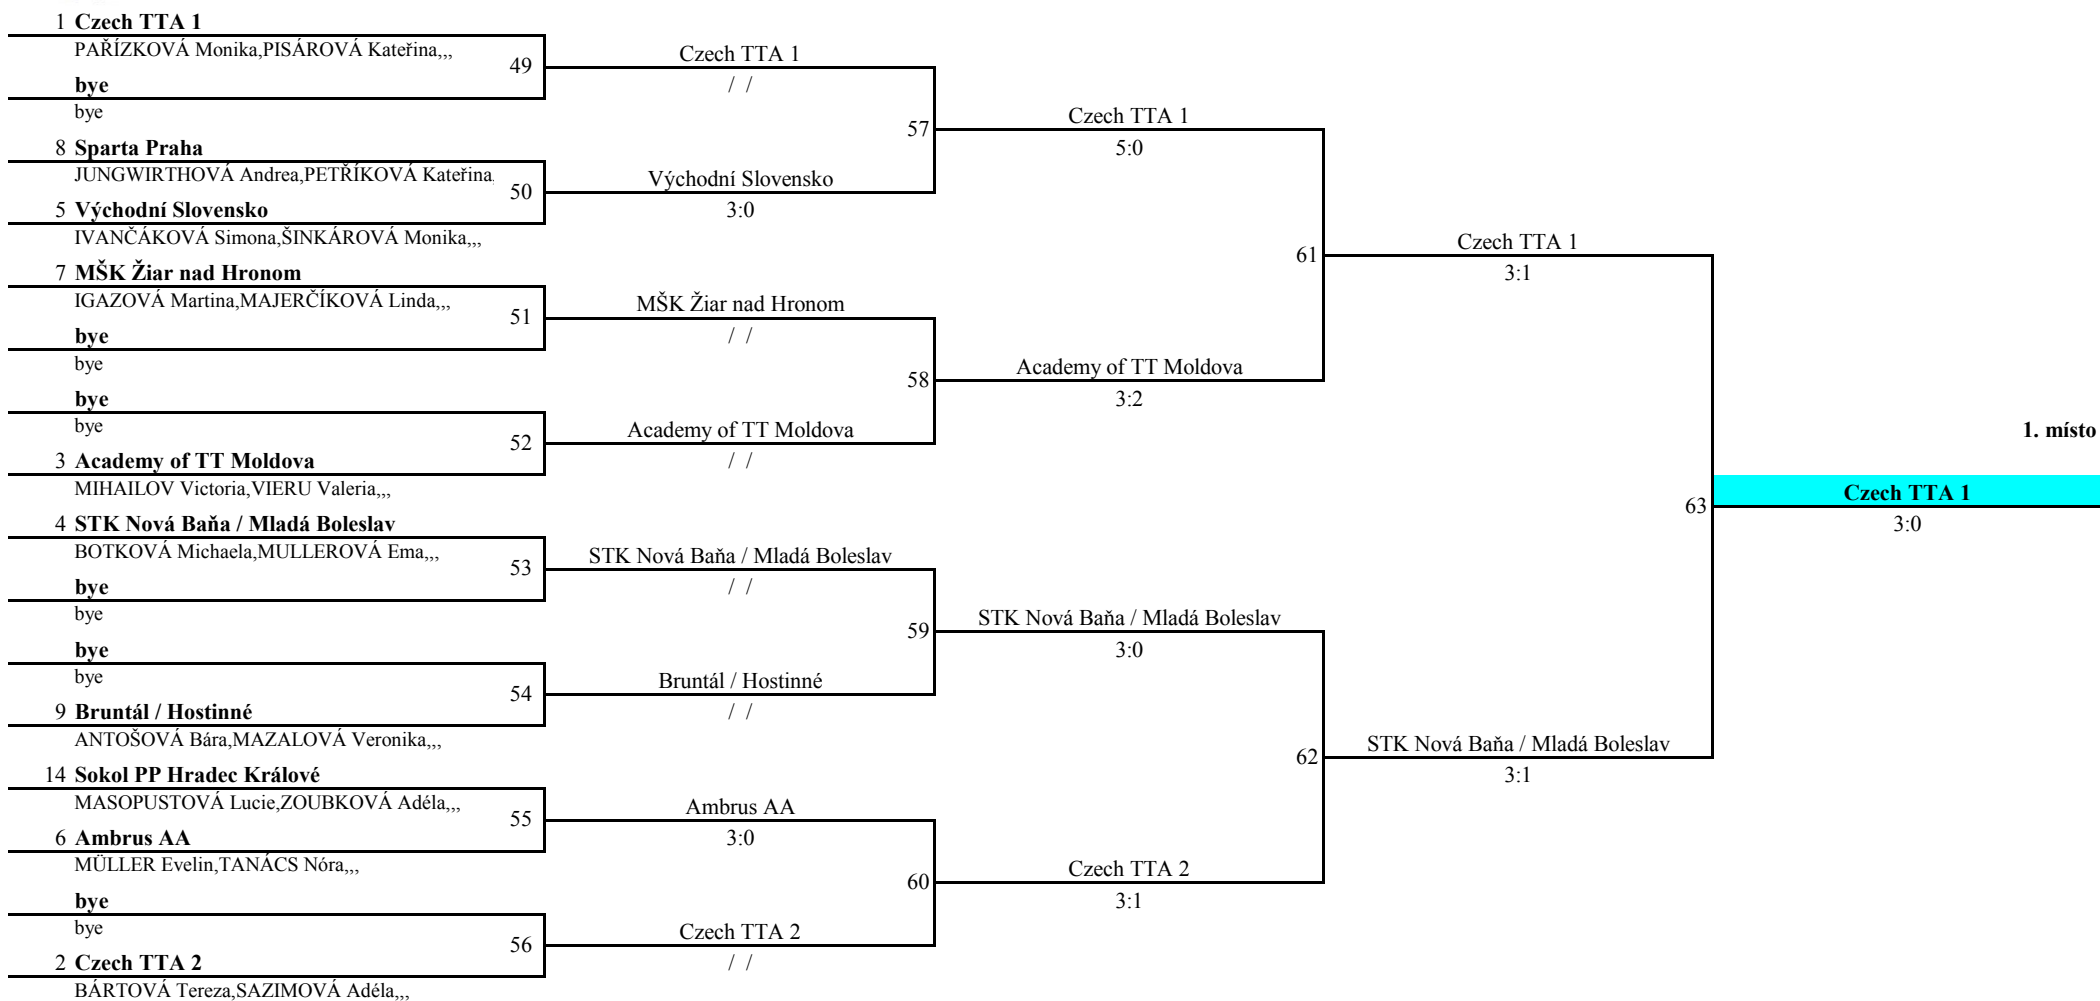 1 Czech TTA 1
PAŘÍZKOVÁ Monika,PISÁROVÁ Kateřina,,,
bye
bye
8 Sparta Praha
JUNGWIRTHOVÁ Andrea,PETŘÍKOVÁ Kateřina,
5 Východní Slovensko
IVANČÁKOVÁ Simona,ŠINKÁROVÁ Monika,,,
7 MŠK Žiar nad Hronom
IGAZOVÁ Martina,MAJERČÍKOVÁ Linda,,,
bye
bye
bye
bye
3 Academy of TT Moldova
MIHAILOV Victoria,VIERU Valeria,,,
4 STK Nová Baňa / Mladá Boleslav
BOTKOVÁ Michaela,MULLEROVÁ Ema,,,
bye
bye
bye
bye
9 Bruntál / Hostinné
ANTOŠOVÁ Bára,MAZALOVÁ Veronika,,,
14 Sokol PP Hradec Králové
MASOPUSTOVÁ Lucie,ZOUBKOVÁ Adéla,,,
6 Ambrus AA
MÜLLER Evelin,TANÁCS Nóra,,,
bye
bye
2 Czech TTA 2
BÁRTOVÁ Tereza,SAZIMOVÁ Adéla,,,
49
50
51
52
53
54
55
56
Czech TTA 1
/ /
Východní Slovensko
3:0
MŠK Žiar nad Hronom
/ /
Academy of TT Moldova
/ /
STK Nová Baňa / Mladá Boleslav
/ /
Bruntál / Hostinné
/ /
Ambrus AA
3:0
Czech TTA 2
/ /
57
58
59
60
Czech TTA 1
5:0
Academy of TT Moldova
3:2
STK Nová Baňa / Mladá Boleslav
3:0
Czech TTA 2
3:1
61
62
Czech TTA 1
3:1
STK Nová Baňa / Mladá Boleslav
3:1
63
1. místo
Czech TTA 1
3:0